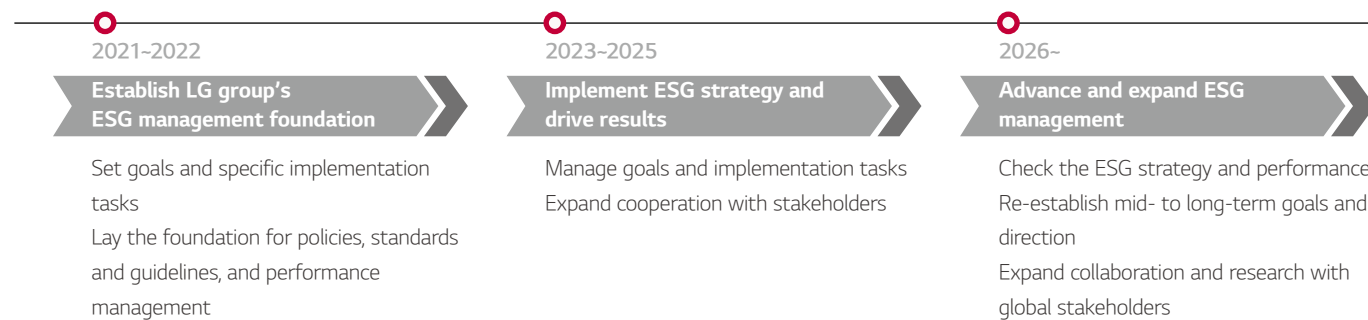 2021~2022
Establish LG group's
ESG management foundation
Set goals and specific implementation
tasks
Lay the foundation for policies, standards
and guidelines, and performance
management
2023~2025
Implement ESG strategy and
drive results
Manage goals and implementation tasks
Expand cooperation with stakeholders
2026~
Advance and expand ESG
management
Check the ESG strategy and performance
Re-establish mid- to long-term goals and
direction
Expand collaboration and research with
global stakeholders